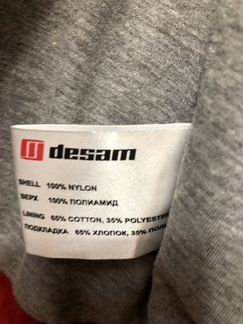 desam
SHELL 100% NYLON
ВЕРХ 100% ПОЛИАМИД
LINING 65% COTTON, 35% POLYESTER
ПОДКЛАДКА 65% ХЛОПОК, 35%